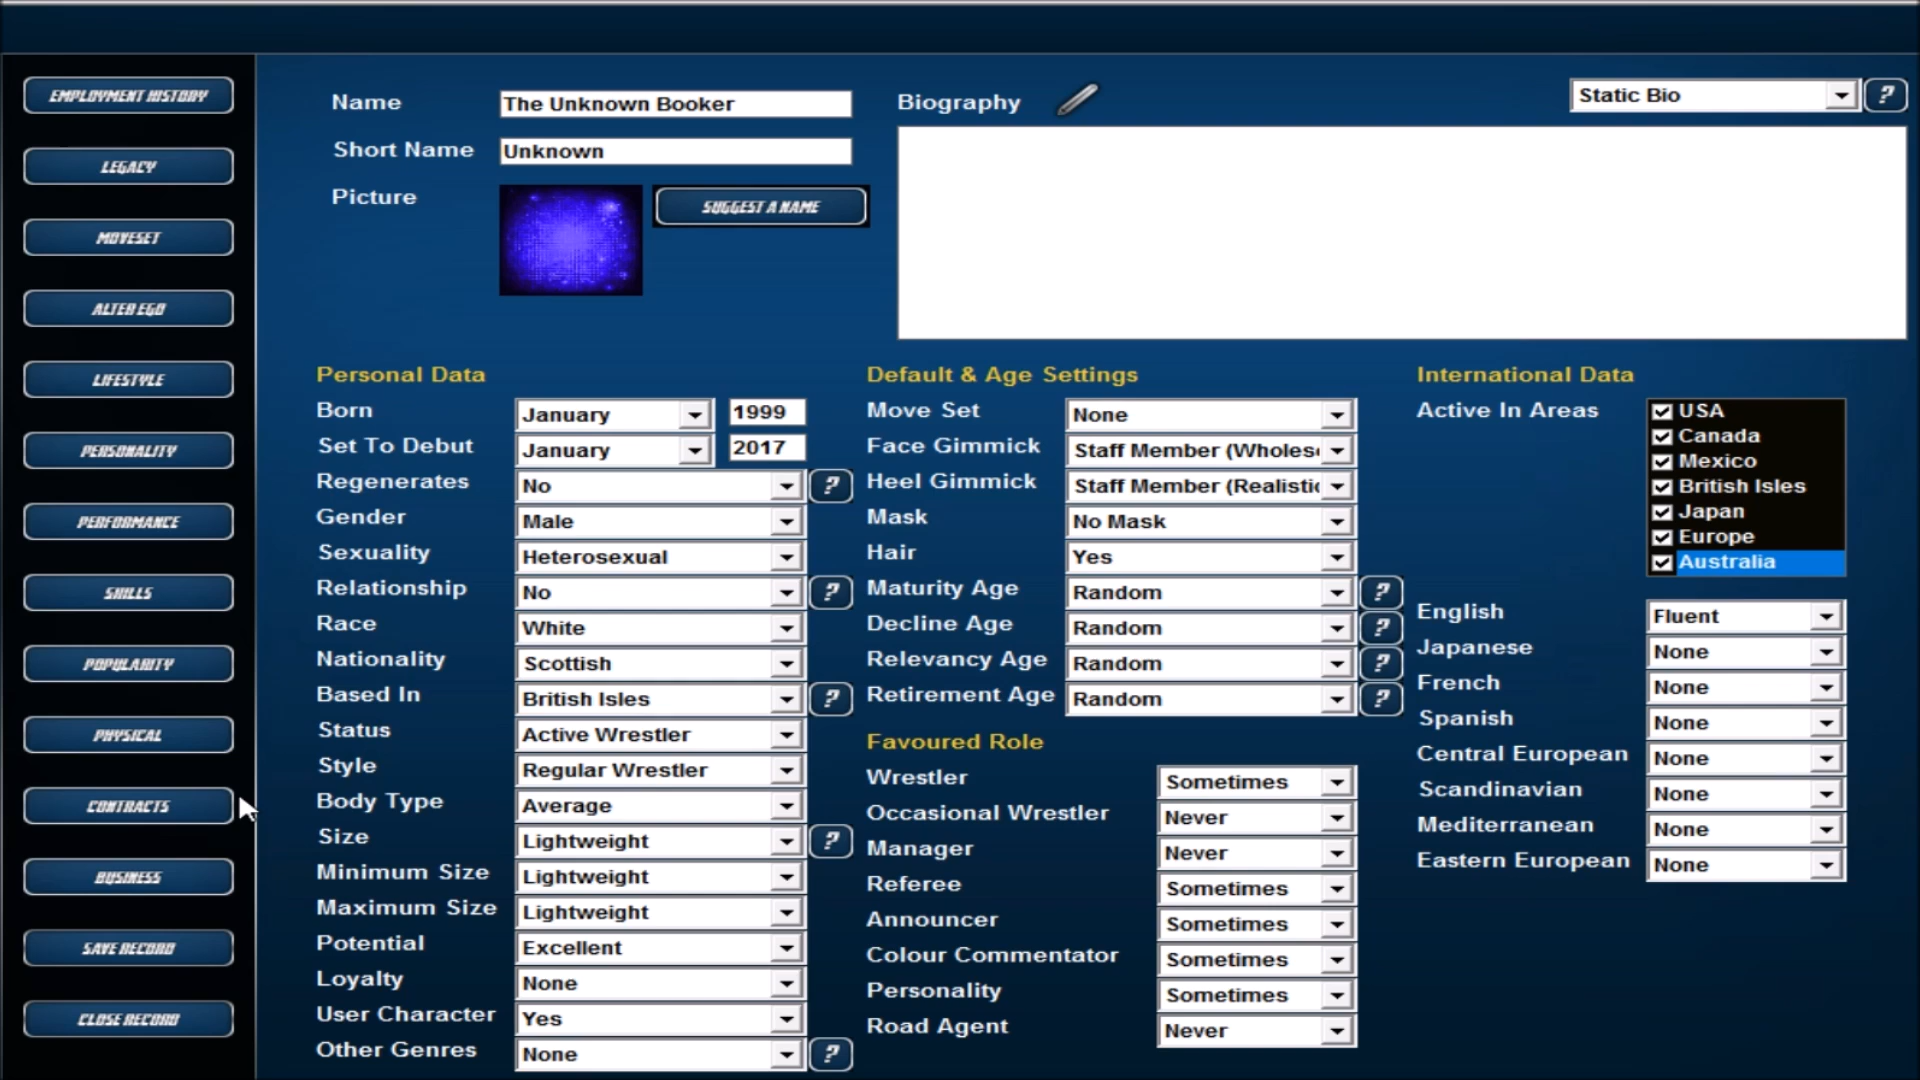 EMPLOYMENT HISTORY
LEGACY
MOVESET
ALTER EGO
LIFESTYLE
PERSONALITY
PERFORMANCE
SKILLS
POPULARITY
PHYSICAL
CONTRACTS
BUSINESS
SAVE RECORD
CLOSE RECORD
Name The Unknown Booker
Short Name Unknown
Picture SUGGEST A NAME
Biography Static Bio ?
Personal Data
Born January 1999
Set To Debut January 2017
Regenerates No ?
Gender Male
Sexuality Heterosexual
Relationship No ?
Race White
Nationality Scottish
Based In British Isles ?
Status Active Wrestler
Style Regular Wrestler
Body Type Average
Size Lightweight ?
Minimum Size Lightweight
Maximum Size Lightweight
Potential Excellent
Loyalty None
User Character Yes
Other Genres None ?
Default & Age Settings
Move Set None
Face Gimmick Staff Member (Wholes
Heel Gimmick Staff Member (Realisti
Mask No Mask
Hair Yes
Maturity Age Random ?
Decline Age Random ?
Relevancy Age Random ?
Retirement Age Random ?
Favoured Role
Wrestler Sometimes
Occasional Wrestler Never
Manager Never
Referee Sometimes
Announcer Sometimes
Colour Commentator Sometimes
Personality Sometimes
Road Agent Never
International Data
Active In Areas USA
Canada
Mexico
British Isles
Japan
Europe
Australia
English Fluent
Japanese None
French None
Spanish None
Central European None
Scandinavian None
Mediterranean None
Eastern European None